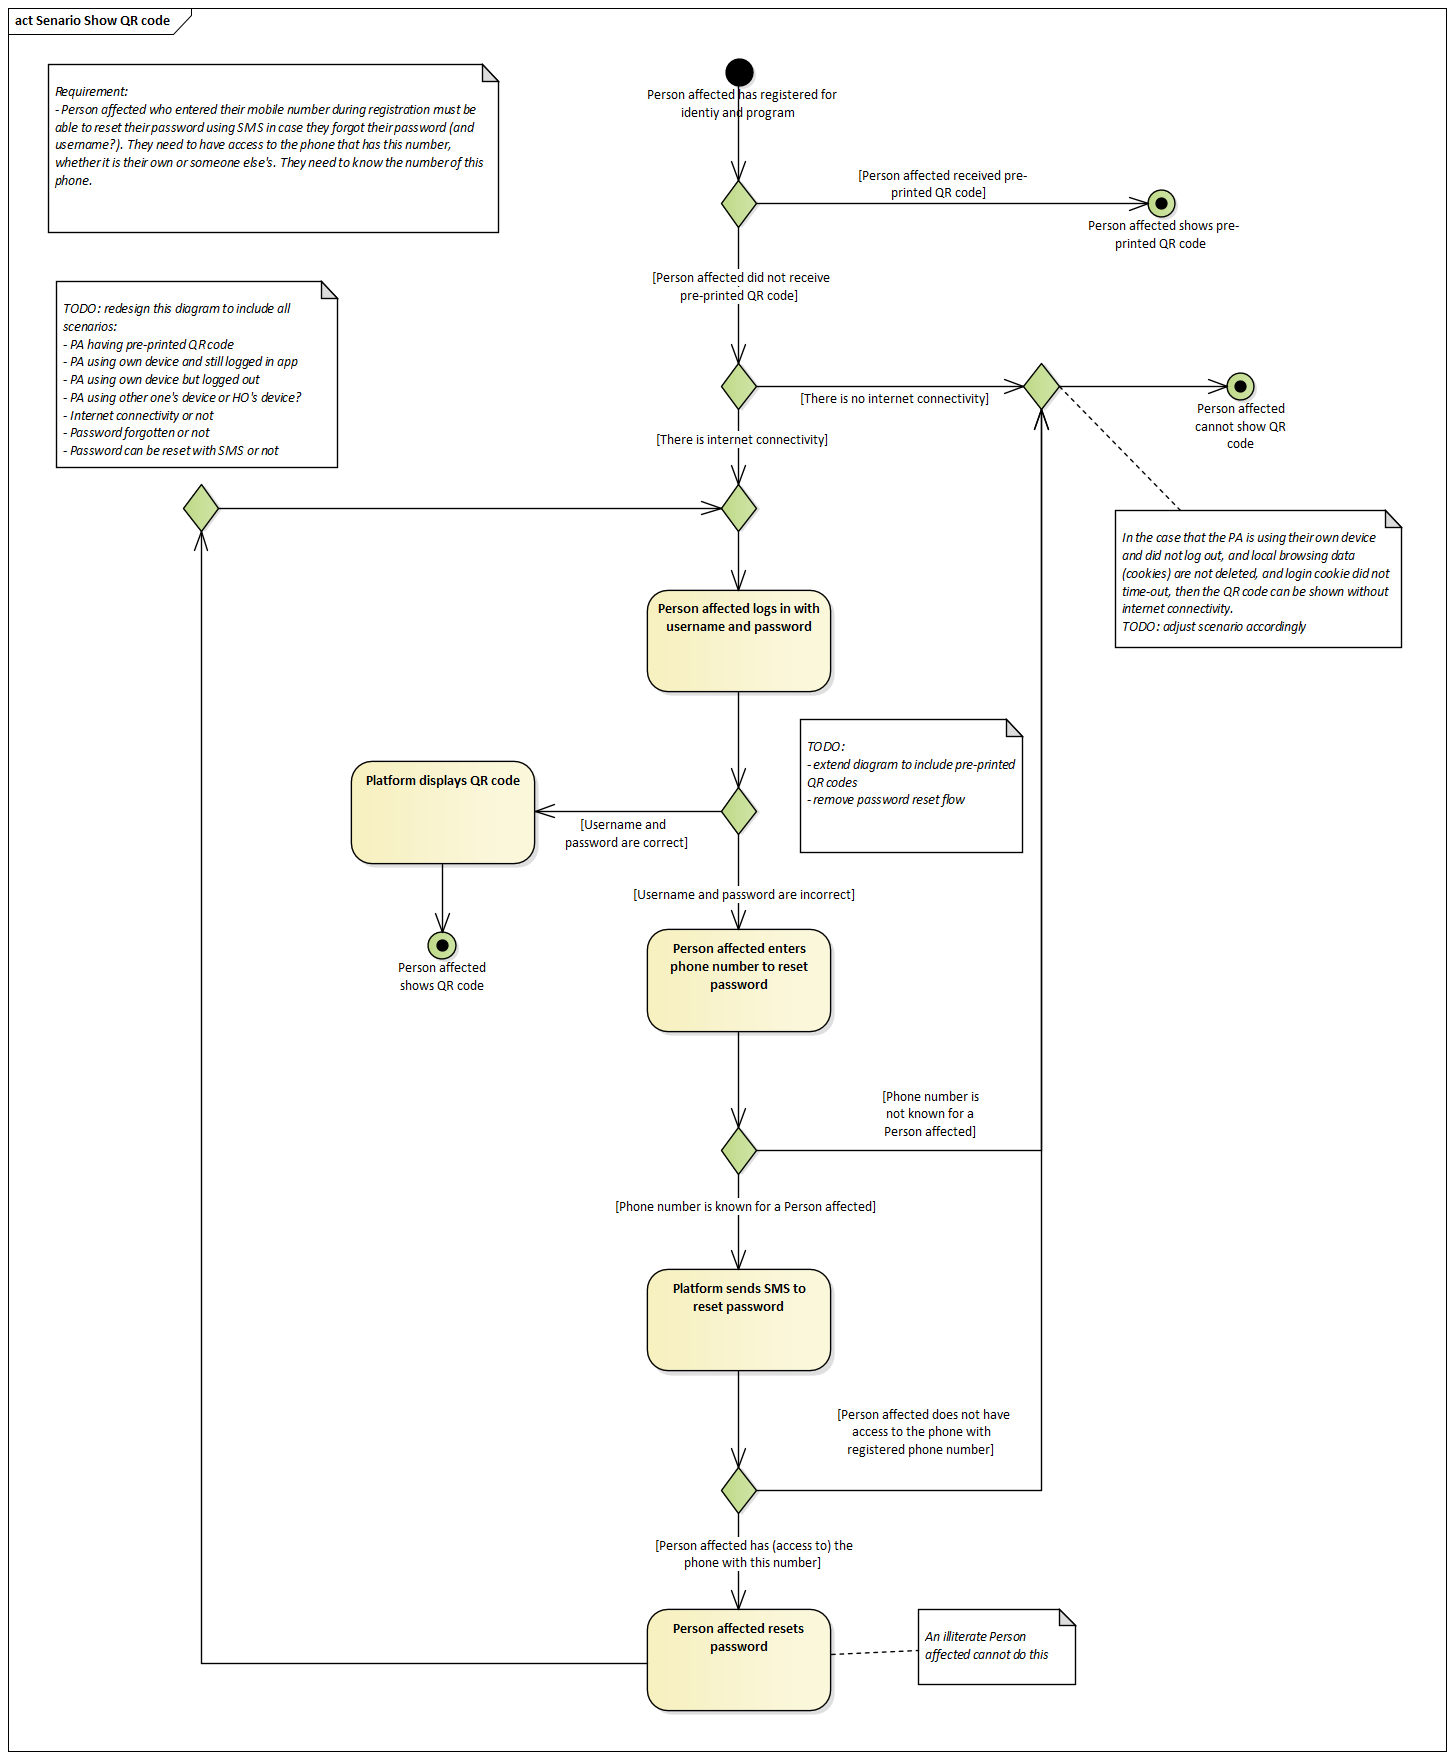 act Senario Show QR code
Requirement:
- Person affected who entered their mobile number during registration must be
able to reset their password using SMS in case they forgot their password (and
username?). They need to have access to the phone that has this number,
whether it is their own or someone else's. They need to know the number of this
phone.
Person affected has registered for
identiy and program
[Person affected received pre-
printed QR code]
Person affected shows pre-
printed QR code
[Person affected did not receive
pre-printed QR code]
TODO: redesign this diagram to include all
scenarios:
- PA having pre-printed QR code
- PA using own device and still logged in app
- PA using own device but logged out
- PA using other one's device or HO's device?
- Internet connectivity or not
- Password forgotten or not
- Password can be reset with SMS or not
[There is no internet connectivity]
Person affected
cannot show QR
code
[There is internet connectivity]
In the case that the PA is using their own device
and did not log out, and local browsing data
(cookies) are not deleted, and login cookie did not
time-out, then the QR code can be shown without
internet connectivity.
TODO: adjust scenario accordingly
Person affected logs in with
username and password
TODO:
- extend diagram to include pre-printed
QR codes
- remove password reset flow
Platform displays QR code
[Username and
password are correct]
[Username and password are incorrect]
Person affected
shows QR code
Person affected enters
phone number to reset
password
[Phone number is
not known for a
Person affected]
[Phone number is known for a Person affected]
Platform sends SMS to
reset password
[Person affected does not have
access to the phone with
registered phone number]
[Person affected has (access to) the
phone with this number]
Person affected resets
password
An illiterate Person
affected cannot do this